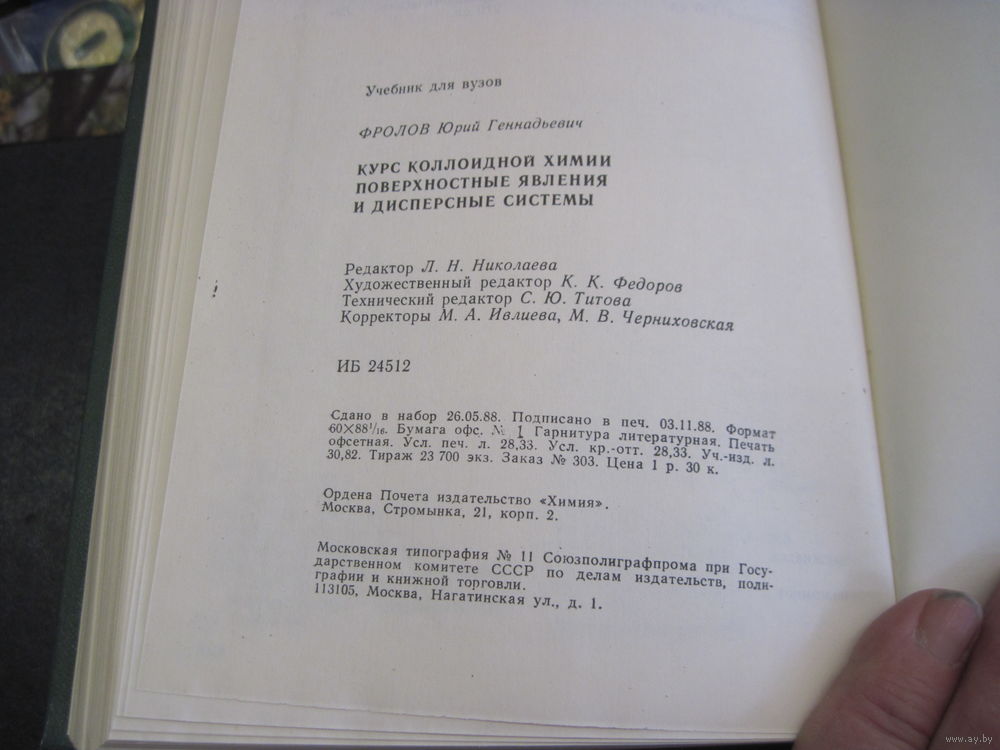 Учебник для вузов
ФРОЛОВ Юрий Геннадьевич
КУРС КОЛЛОИДНОЙ ХИМИИ
ПОВЕРХНОСТНЫЕ ЯВЛЕНИЯ
И ДИСПЕРСНЫЕ СИСТЕМЫ
Редактор Л. Н. Николаева
Художественный редактор К. К. Федоров
Технический редактор С. Ю. Титова
Корректоры М. А. Ивлиева, М. В. Черниховская
ИБ 24512
Сдано в набор 26.05.88. Подписано в печ. 03.11.88. Формат
60×88¹/₁₆. Бумага офс. № 1 Гарнитура литературная. Печать
офсетная. Усл. печ. л. 28,33. Усл. кр.-отт. 28,33. Уч.-изд. л.
30,82. Тираж 23 700 экз. Заказ № 303. Цена 1 р. 30 к.
Ордена Почета издательство «Химия».
Москва, Стромынка, 21, корп. 2.
Московская типография № 11 Союзполиграфпрома при Госу-
дарственном комитете СССР по делам издательств, поли-
графии и книжной торговли.
113105, Москва, Нагатинская ул., д. 1.
www.ay.by